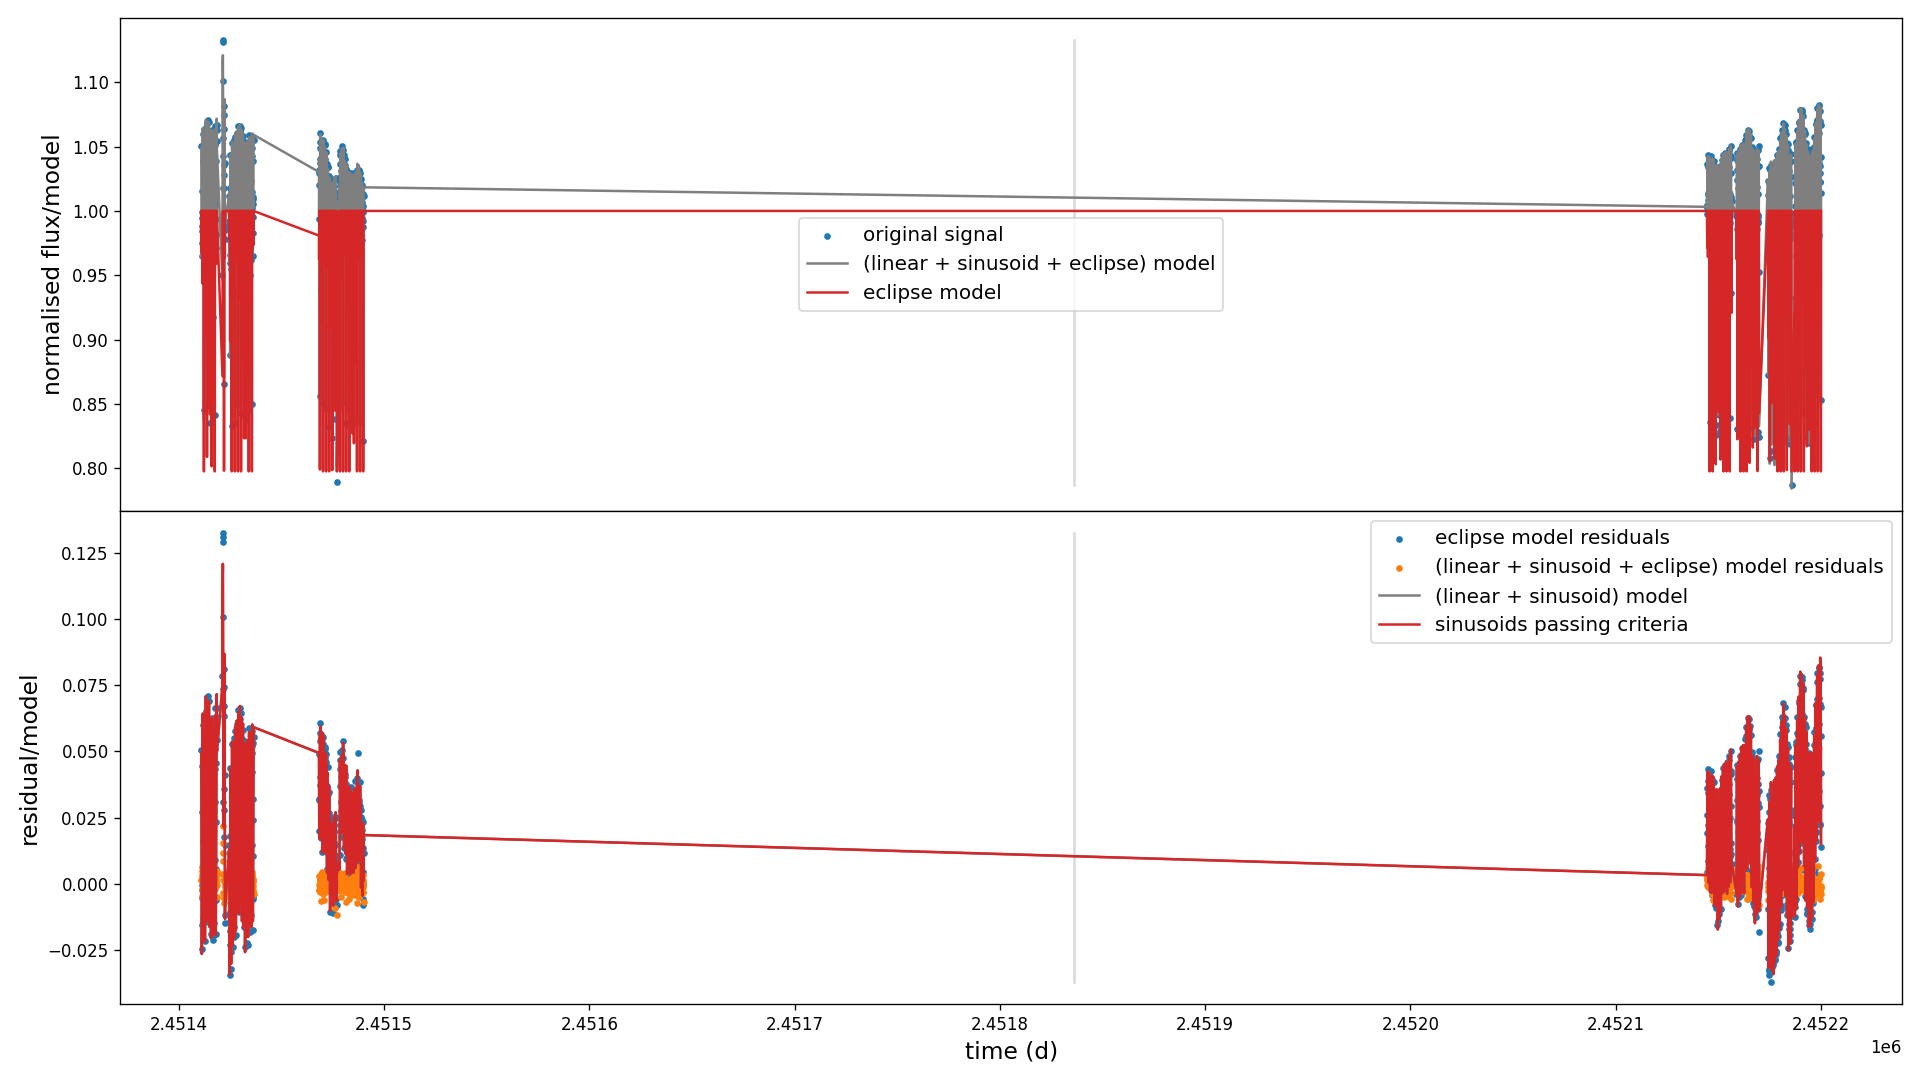 normalised flux/model
1.10
1.05
1.00
0.95
0.90
0.85
0.80
original signal
(linear + sinusoid + eclipse) model
eclipse model
residual/model
0.125
0.100
0.075
0.050
0.025
0.000
−0.025
eclipse model residuals
(linear + sinusoid + eclipse) model residuals
(linear + sinusoid) model
sinusoids passing criteria
2.4514 2.4515 2.4516 2.4517 2.4518 2.4519 2.4520 2.4521 2.4522
1e6
time (d)